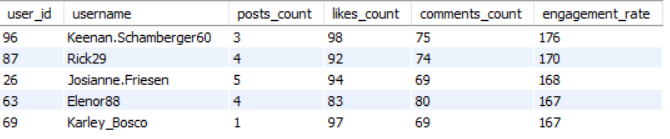 user_id username posts_count likes_count comments_count engagement_rate
96 Keenan.Schamberger60 3 98 75 176
87 Rick29 4 92 74 170
26 Josianne.Friesen 5 94 69 168
63 Elenor88 4 83 80 167
69 Karley_Bosco 1 97 69 167